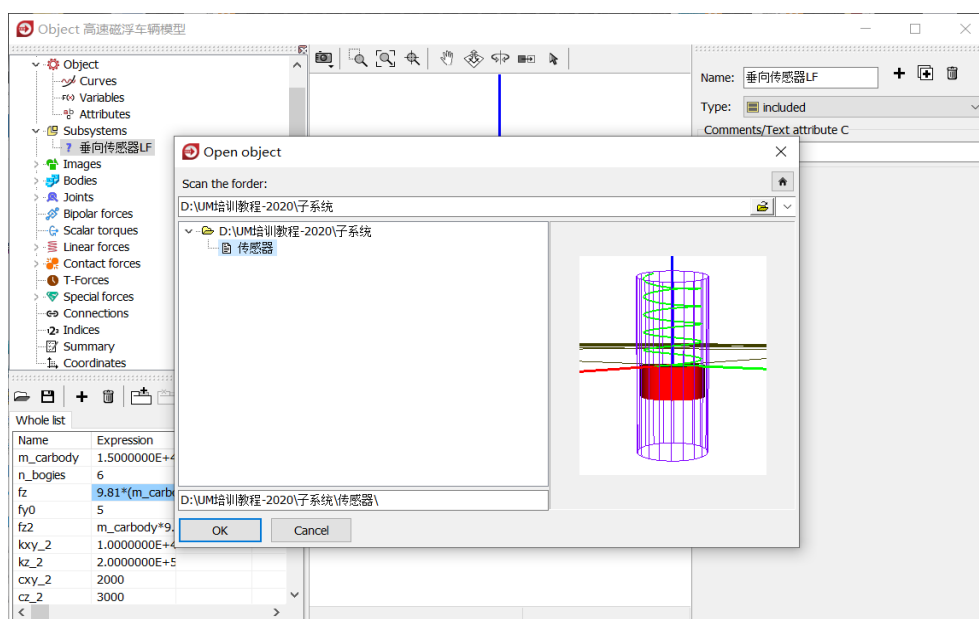 Object 高速磁浮车辆模型
Object
Curves
F(x) Variables
Attributes
Subsystems
? 垂向传感器LF
Images
Bodies
Joints
Bipolar forces
Scalar torques
Linear forces
Contact forces
T-Forces
Special forces
Connections
Indices
Summary
Coordinates
Whole list
Name Expression
m_carbody 1.5000000E+4
n_bogies 6
fz 9.81*(m_carbo
fy0 5
fz2 m_carbody*9.
kxy_2 1.0000000E+4
kz_2 2.0000000E+5
cxy_2 2000
cz_2 3000
Name: 垂向传感器LF
Type: included
Comments/Text attribute C
Open object
Scan the forder:
D:\UM培训教程-2020\子系统
D:\UM培训教程-2020\子系统
传感器
D:\UM培训教程-2020\子系统\传感器\
OK Cancel